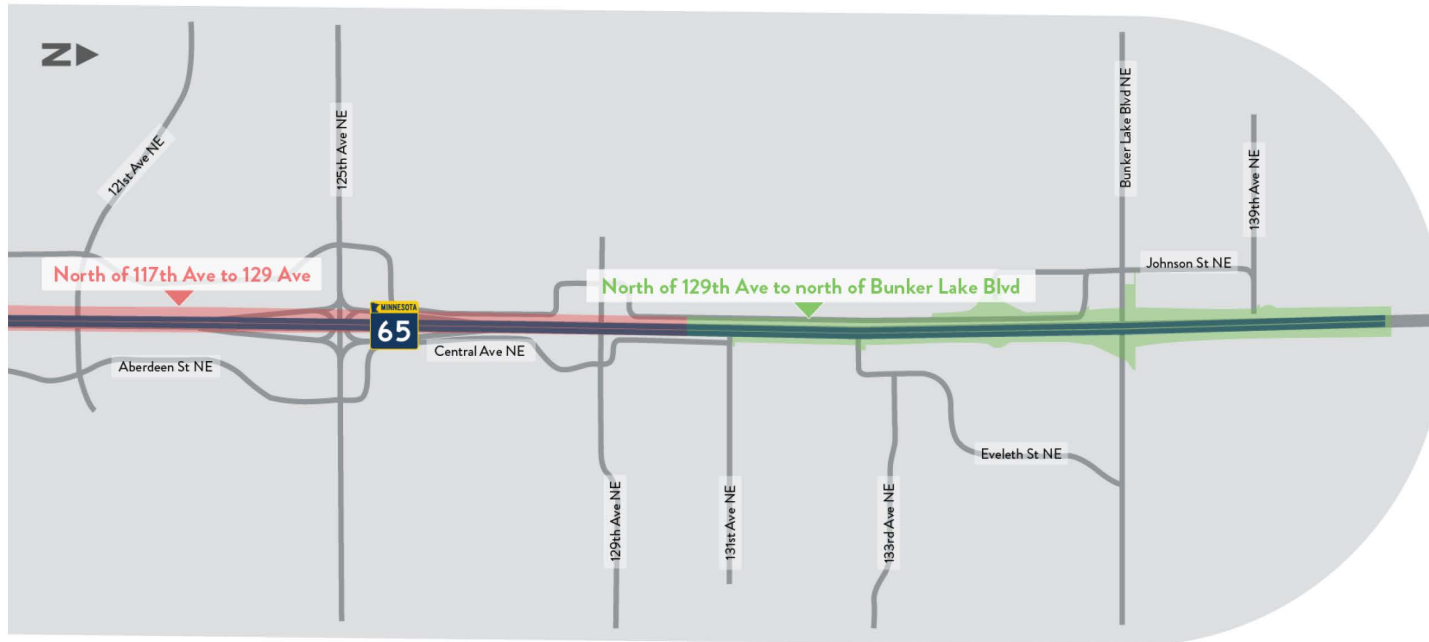 N
121st Ave NE
125th Ave NE
Bunker Lake Blvd NE
139th Ave NE
Johnson St NE
North of 117th Ave to 129 Ave
North of 129th Ave to north of Bunker Lake Blvd
MINNESOTA
65
Central Ave NE
Aberdeen St NE
Eveleth St NE
129th Ave NE
131st Ave NE
133rd Ave NE